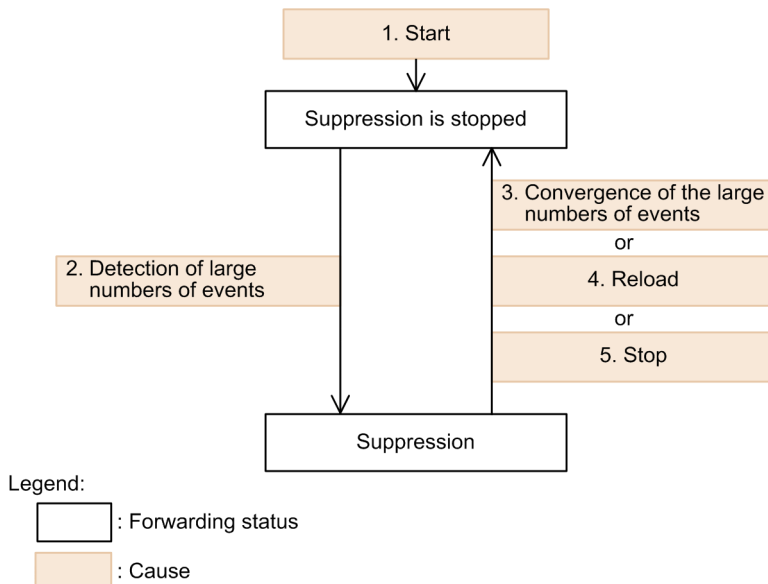 1. Start
Suppression is stopped
3. Convergence of the large
numbers of events
or
2. Detection of large
numbers of events
4. Reload
or
5. Stop
Suppression
Legend:
: Forwarding status
: Cause